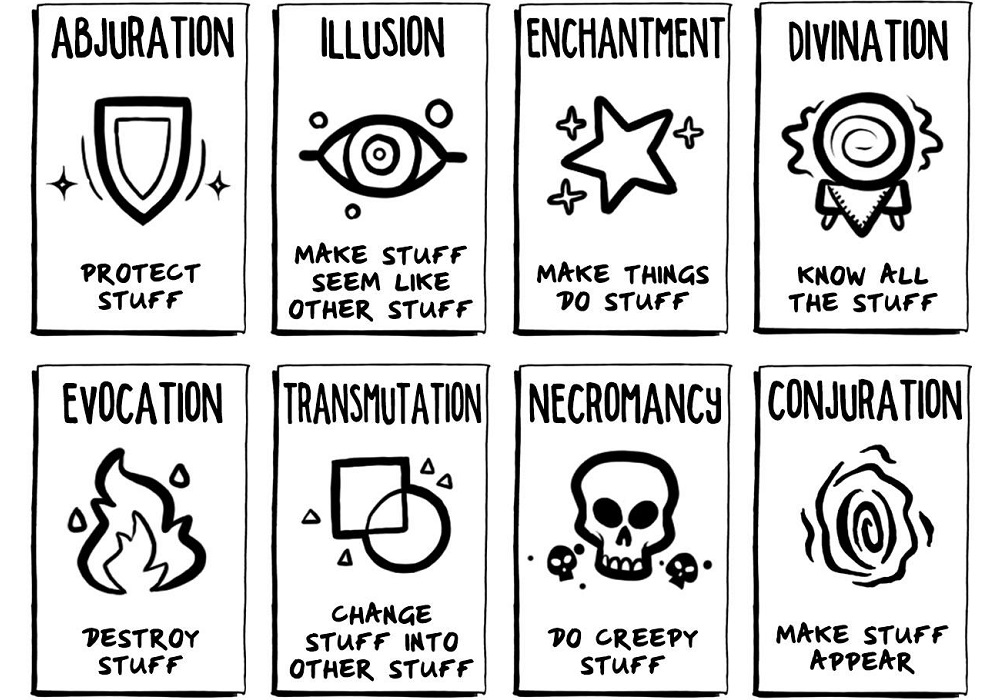 ABJURATION
PROTECT
STUFF
ILLUSION
MAKE STUFF
SEEM LIKE
OTHER STUFF
ENCHANTMENT
MAKE THINGS
DO STUFF
DIVINATION
KNOW ALL
THE STUFF
EVOCATION
DESTROY
STUFF
TRANSMUTATION
CHANGE
STUFF INTO
OTHER STUFF
NECROMANCY
DO CREEPY
STUFF
CONJURATION
MAKE STUFF
APPEAR